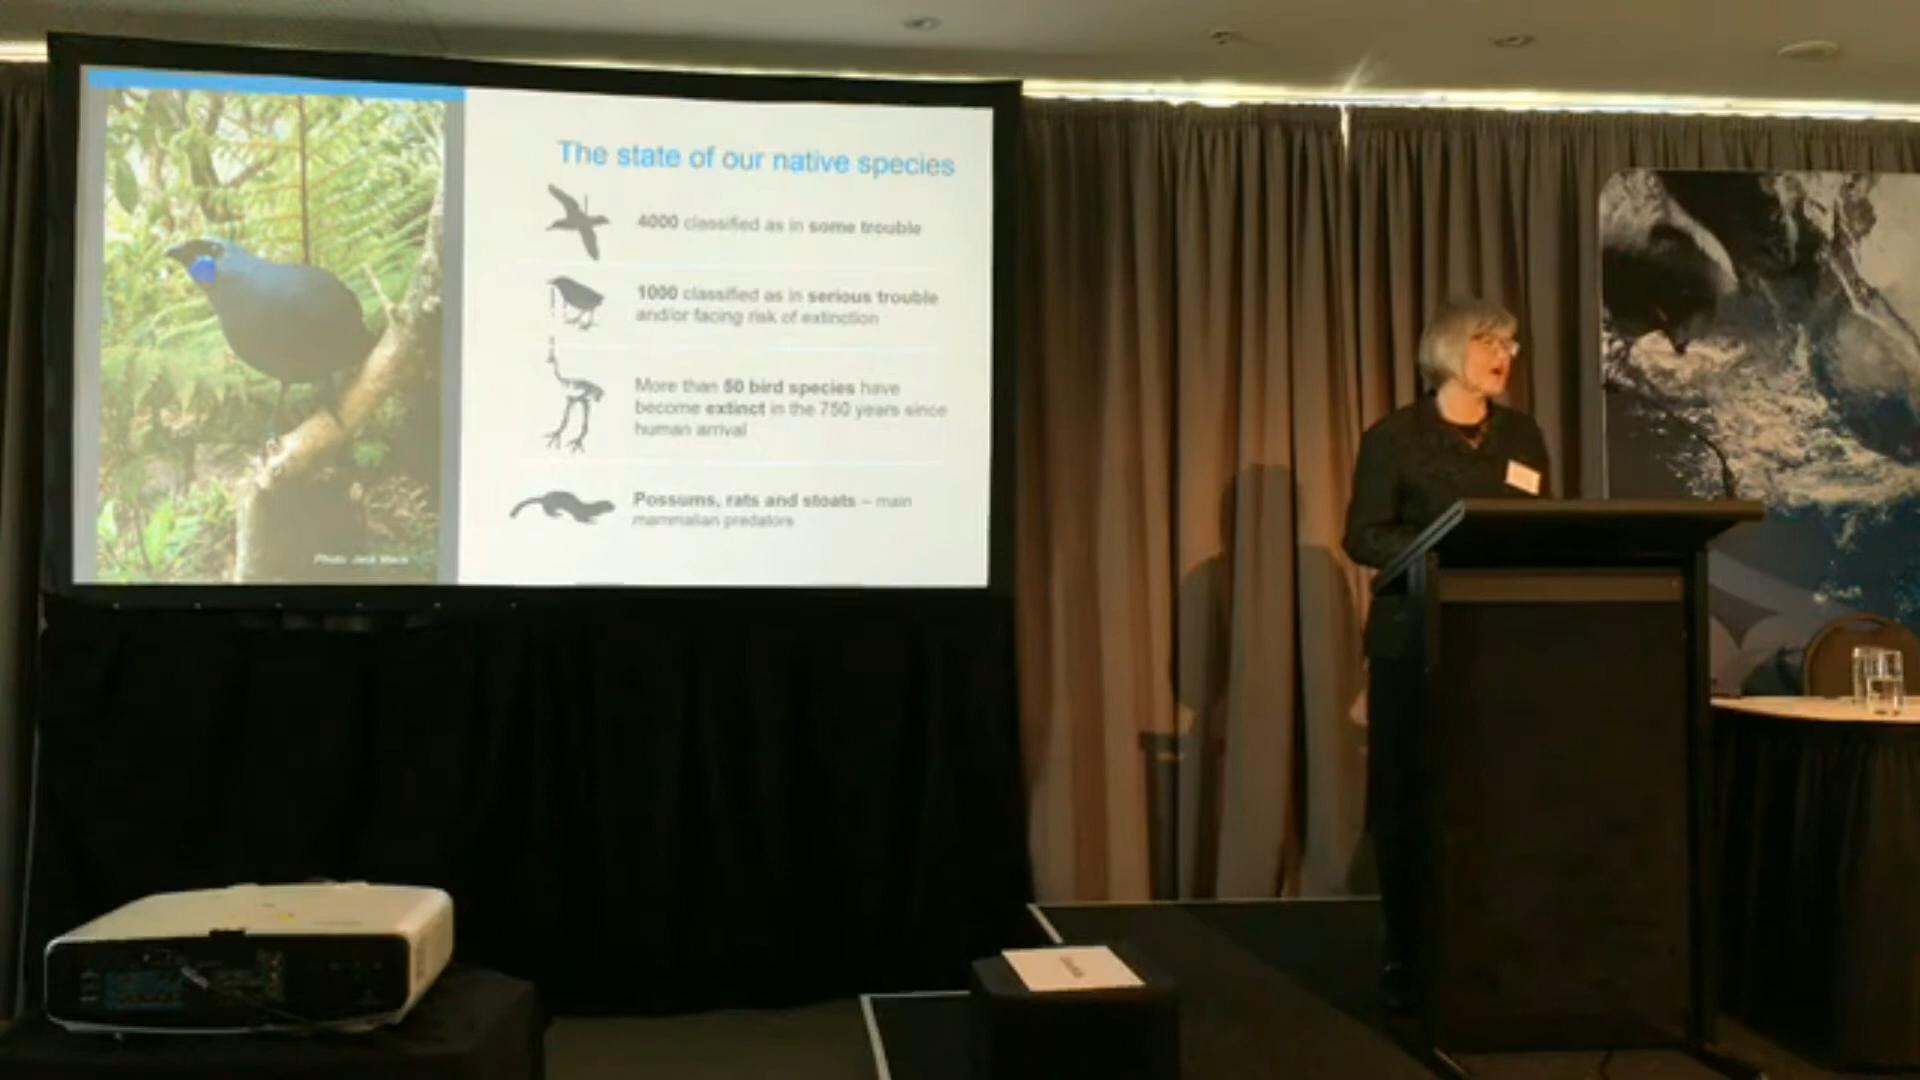 The state of our native species
4000 classified as in some trouble
1000 classified as in serious trouble
and/or facing risk of extinction
More than 50 bird species have
become extinct in the 750 years since
human arrival
Possums, rats and stoats – main
mammalian predators
Photo: Jack